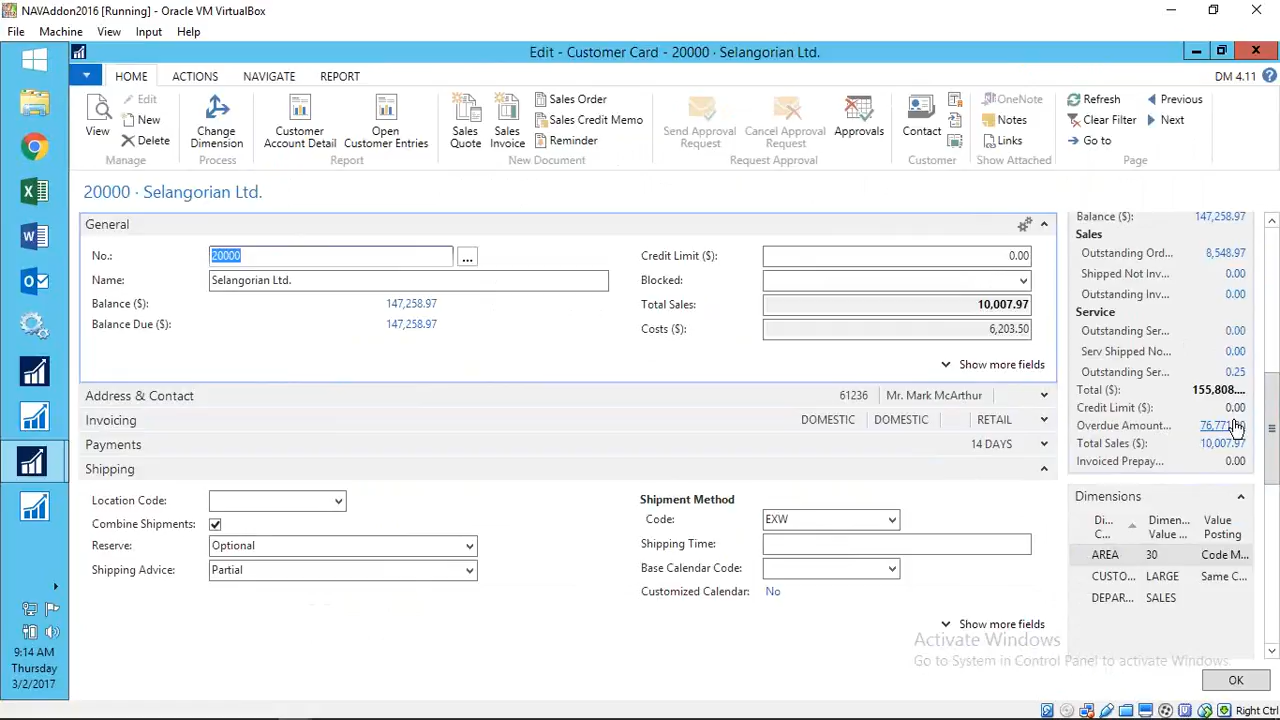 NAVAddon2016 [Running] - Oracle VM VirtualBox
File Machine View Input Help
Edit - Customer Card - 20000 · Selangorian Ltd.
HOME ACTIONS NAVIGATE REPORT DM 4.11
View
Edit
New
Delete
Manage
Change Dimension
Process
Customer Account Detail
Open Customer Entries
Report
Sales Quote
Sales Invoice
Sales Order
Sales Credit Memo
Reminder
New Document
Send Approval Request
Cancel Approval Request
Approvals
Request Approval
Contact
Customer
OneNote
Notes
Links
Show Attached
Refresh
Clear Filter
Go to
Previous
Next
Page
20000 · Selangorian Ltd.
General
No.: 20000 ...
Name: Selangorian Ltd.
Balance ($): 147,258.97
Balance Due ($): 147,258.97
Credit Limit ($): 0.00
Blocked:
Total Sales: 10,007.97
Costs ($): 6,203.50
Show more fields
Address & Contact 61236 Mr. Mark McArthur
Invoicing DOMESTIC DOMESTIC RETAIL
Payments 14 DAYS
Shipping
Location Code:
Combine Shipments:
Reserve: Optional
Shipping Advice: Partial
Shipment Method
Code: EXW
Shipping Time:
Base Calendar Code:
Customized Calendar: No
Show more fields
Balance ($): 147,258.97
Sales
Outstanding Ord... 8,548.97
Shipped Not Inv... 0.00
Outstanding Inv... 0.00
Service
Outstanding Ser... 0.00
Serv Shipped No... 0.00
Outstanding Ser... 0.25
Total ($): 155,808....
Credit Limit ($): 0.00
Overdue Amount...
Total Sales ($): 10,007.97
Invoiced Prepay... 0.00
Dimensions
Di... C... Dimen... Value ... Value Posting
AREA 30 Code M...
CUSTO... LARGE Same C...
DEPAR... SALES
Activate Windows
Go to System in Control Panel to activate Windows.
OK
9:14 AM
Thursday
3/2/2017
Right Ctrl